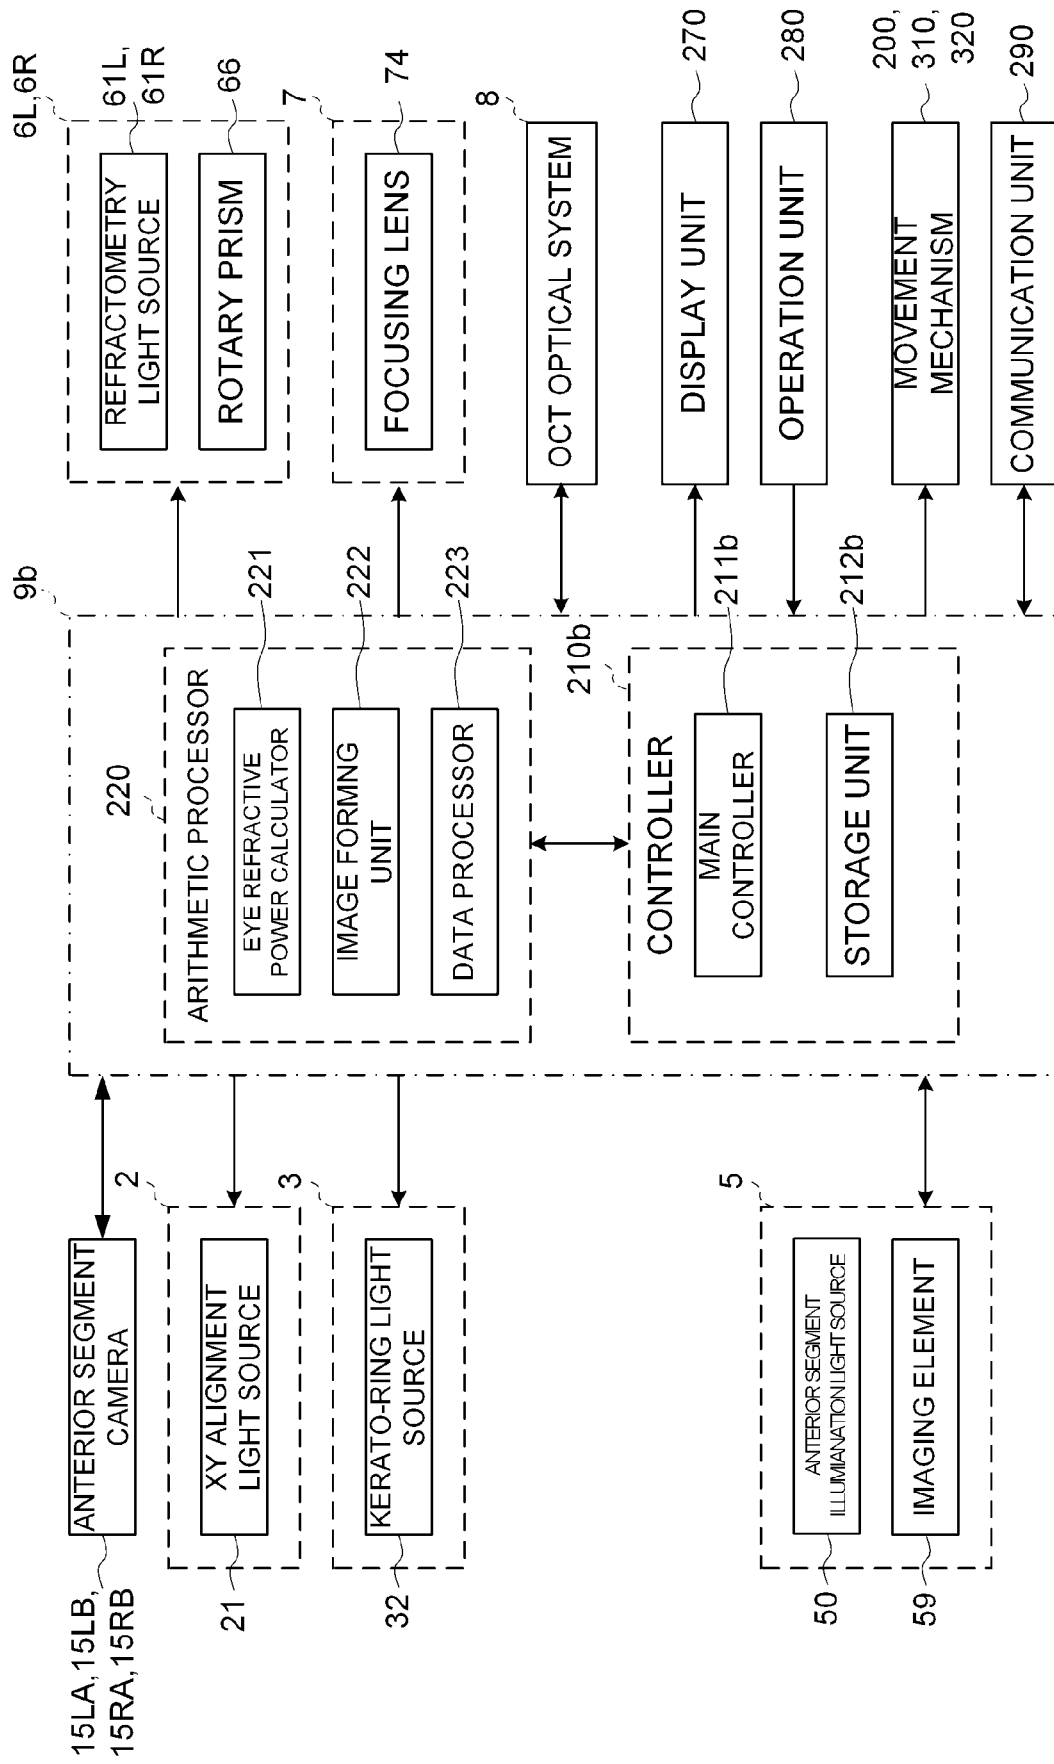 15LA,15LB,
15RA,15RB
ANTERIOR SEGMENT
CAMERA
2
XY ALIGNMENT
LIGHT SOURCE
21
3
KERATO-RING LIGHT
SOURCE
32
5
ANTERIOR SEGMENT
ILLUMIANATION LIGHT SOURCE
50
IMAGING ELEMENT
59
9b
220
ARITHMETIC PROCESSOR
EYE REFRACTIVE
POWER CALCULATOR
221
IMAGE FORMNG
UNIT
222
DATA PROCESSOR
223
210b
CONTROLLER
MAIN
CONTROLLER
211b
STORAGE UNIT
212b
6L,6R
REFRACTOMETRY
LIGHT SOURCE
61L,
61R
ROTARY PRISM
66
7
FOCUSING LENS
74
8
OCT OPTICAL SYSTEM
DISPLAY UNIT
270
OPERATION UNIT
280
MOVEMENT
MECHANISM
200,
310,
320
COMMUNICATION UNIT
290